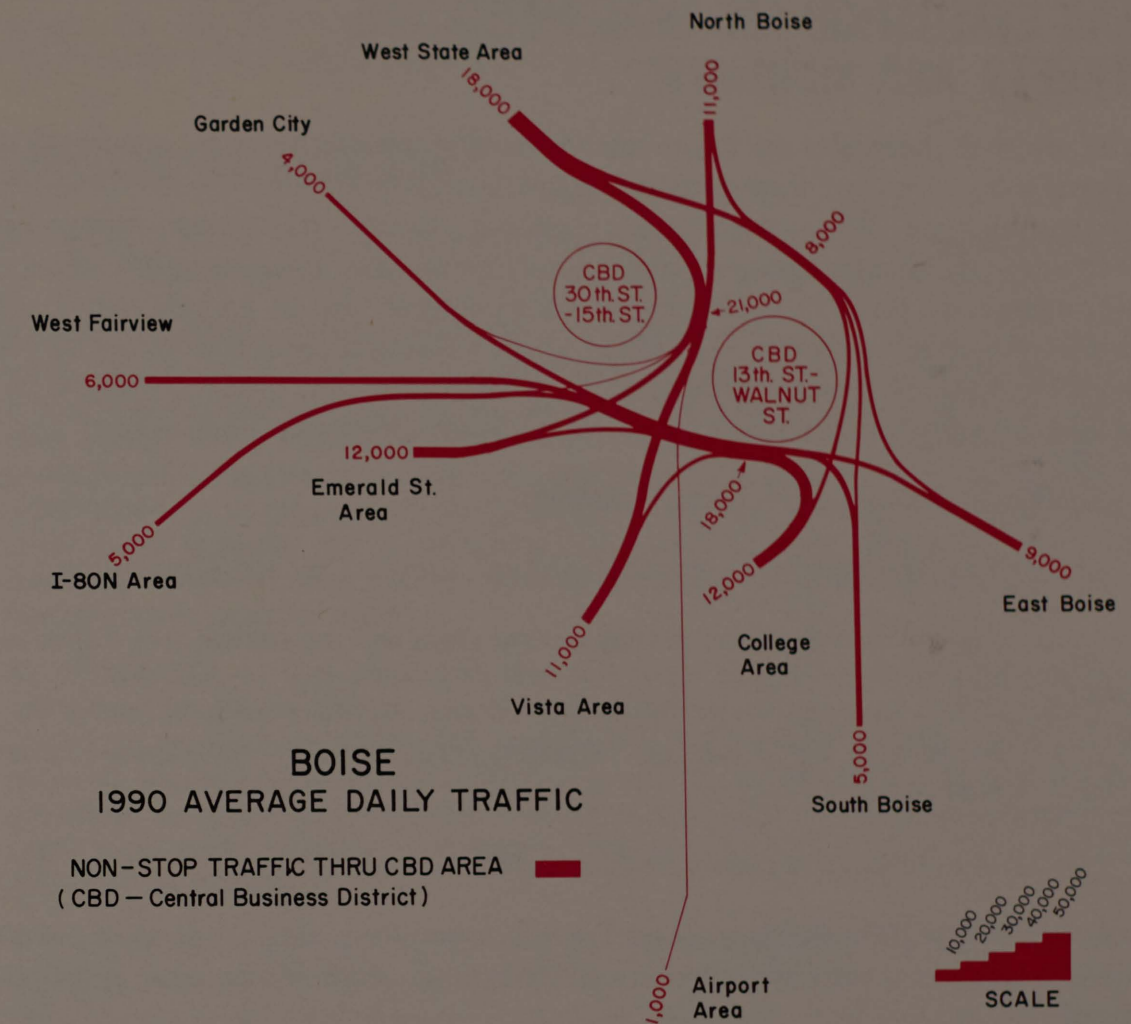 North Boise
West State Area
11,000
18,000
Garden City
4,000
8,000
CBD
30th. ST.
-15th. ST.
21,000
West Fairview
CBD
13th. ST.-
WALNUT
ST.
6,000
12,000
Emerald St.
Area
18,000
5,000
I-80N Area
12,000
9,000
East Boise
11,000
College
Area
Vista Area
5,000
South Boise
BOISE
1990 AVERAGE DAILY TRAFFIC
NON-STOP TRAFFIC THRU CBD AREA
(CBD — Central Business District)
10,000
20,000
30,000
40,000
50,000
SCALE
1,000
Airport
Area